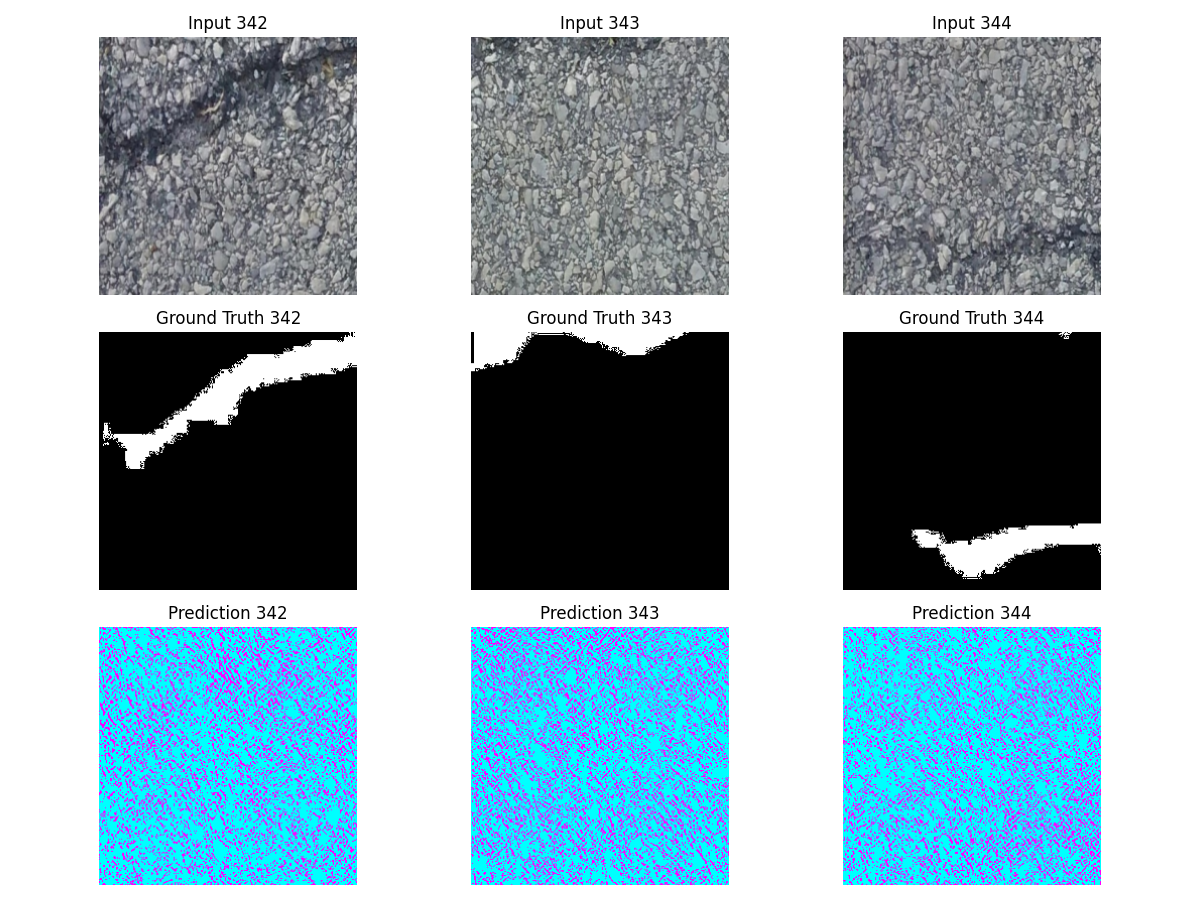 Input 342
Input 343
Input 344
Ground Truth 342
Ground Truth 343
Ground Truth 344
Prediction 342
Prediction 343
Prediction 344